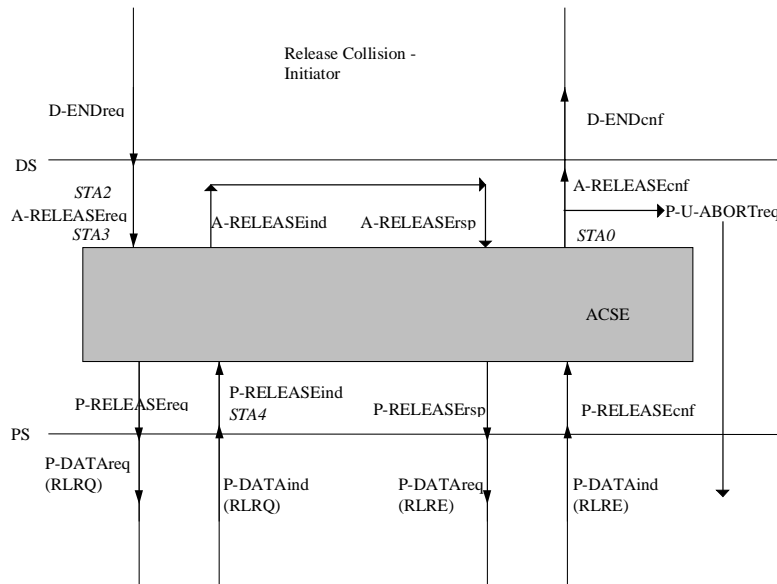 Release Collision -
Initiator
D-ENDreq
D-ENDcnf
DS
STA2
A-RELEASEreq
STA3
A-RELEASEind
A-RELEASErsp
A-RELEASEcnf
P-U-ABORTreq
STA0
ACSE
P-RELEASEreq
P-RELEASEind
STA4
P-RELEASErsp
P-RELEASEcnf
PS
P-DATAreq
(RLRQ)
P-DATAind
(RLRQ)
P-DATAreq
(RLRE)
P-DATAind
(RLRE)